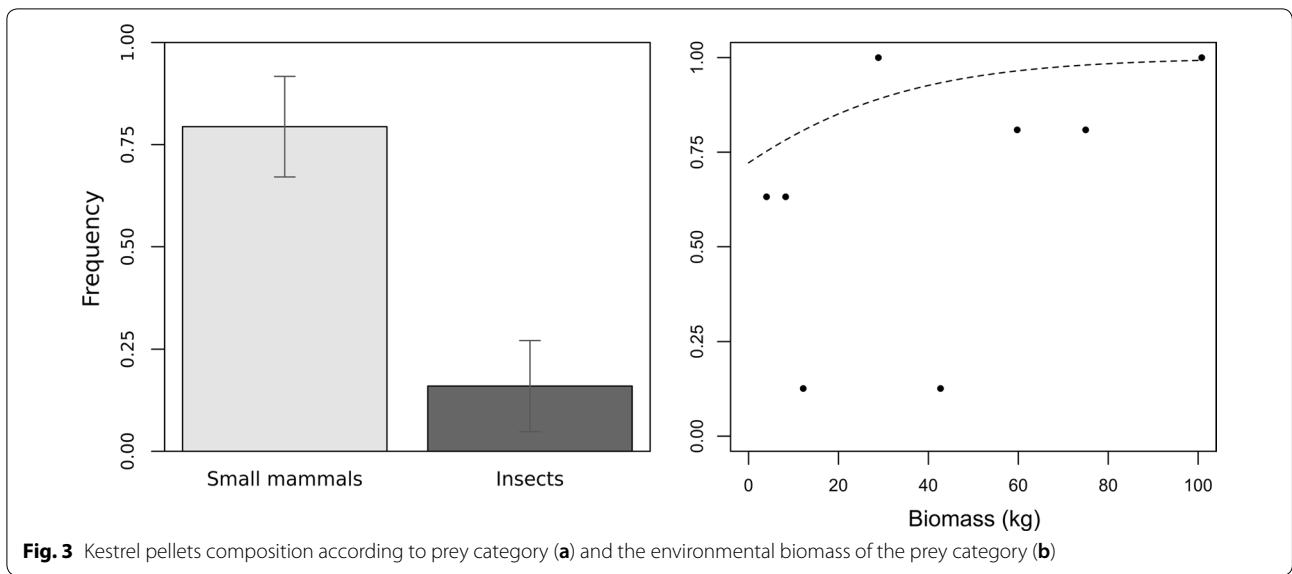 Frequency
1.00
0.75
0.50
0.25
0.00
Small mammals Insects
1.00
0.75
0.50
0.25
0.00
0 20 40 60 80 100
Biomass (kg)
Fig. 3 Kestrel pellets composition according to prey category (a) and the environmental biomass of the prey category (b)